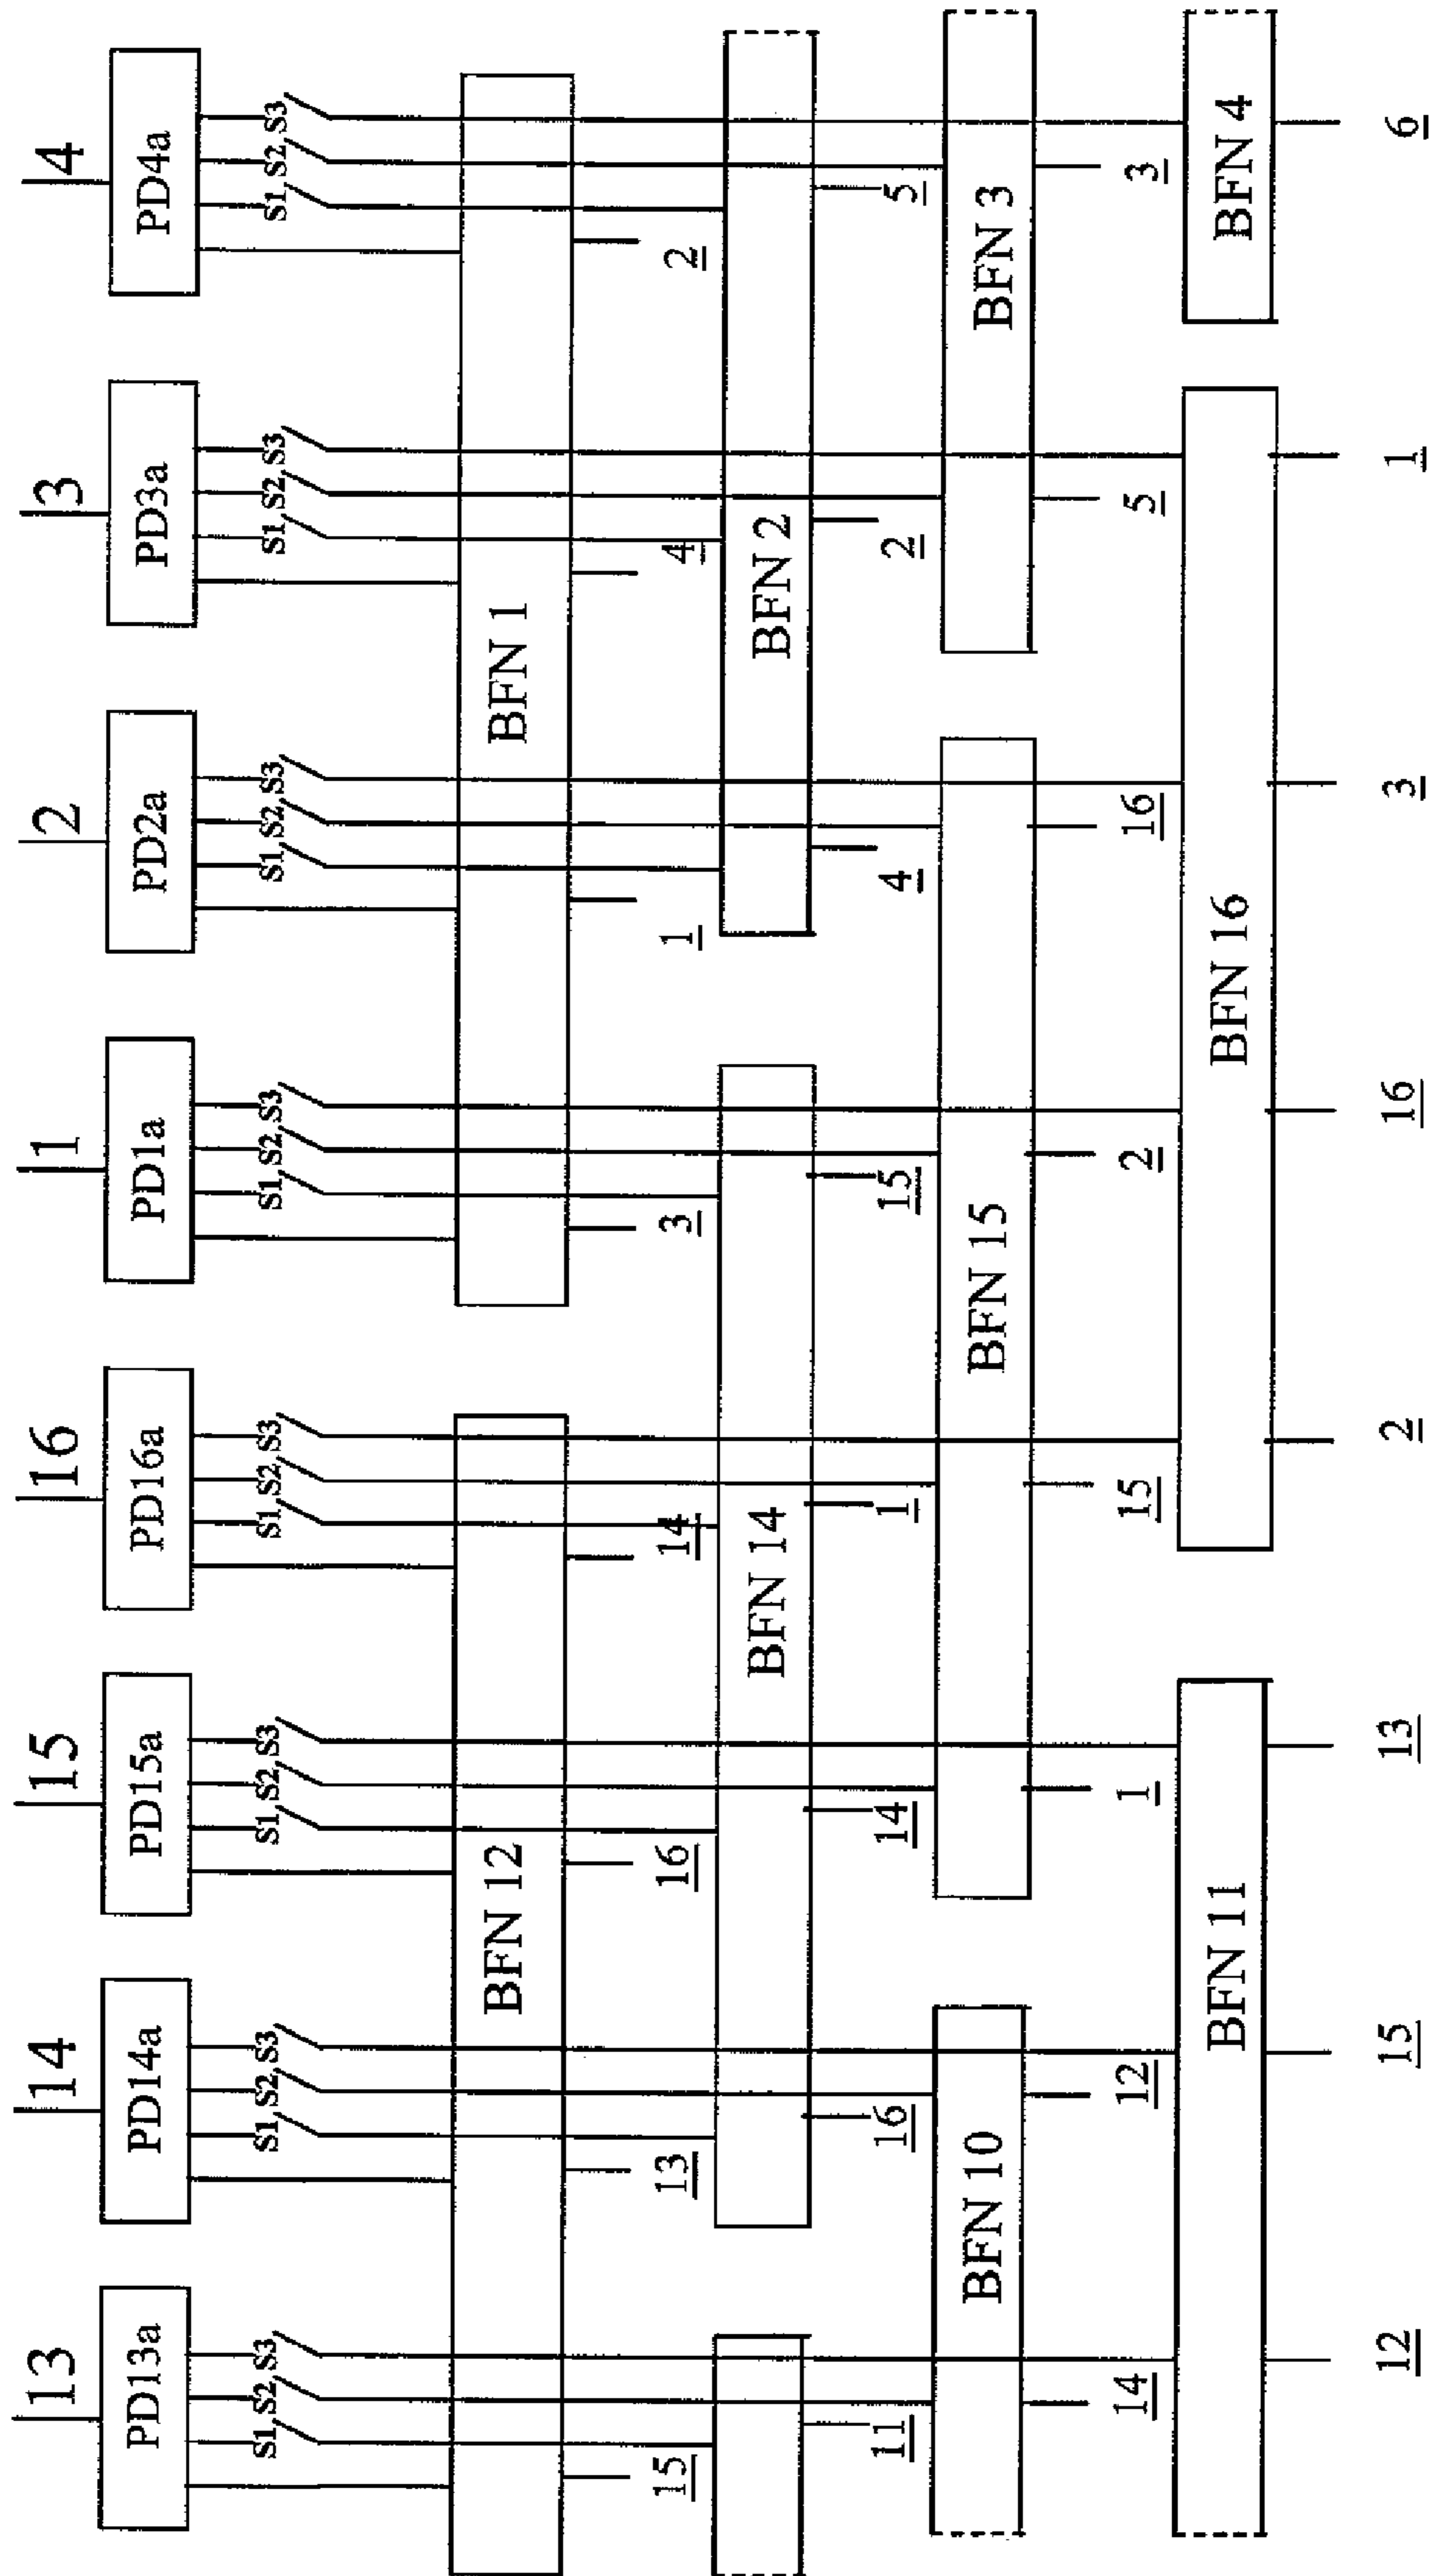 13 14 15 16 1 2 3 4
PD13a PD14a PD15a PD16a PD1a PD2a PD3a PD4a
S1 S2 S3 S1 S2 S3 S1 S2 S3 S1 S2 S3 S1 S2 S3 S1 S2 S3 S1 S2 S3 S1 S2 S3
BFN 12 BFN 1
15 13 16 14 3 1 4 2
BFN 14 BFN 2
11 16 14 1 15 4 2 5
BFN 10 BFN 15 BFN 3
14 12 1 15 2 16 5 3
BFN 11 BFN 16 BFN 4
12 15 13 2 16 3 1 6